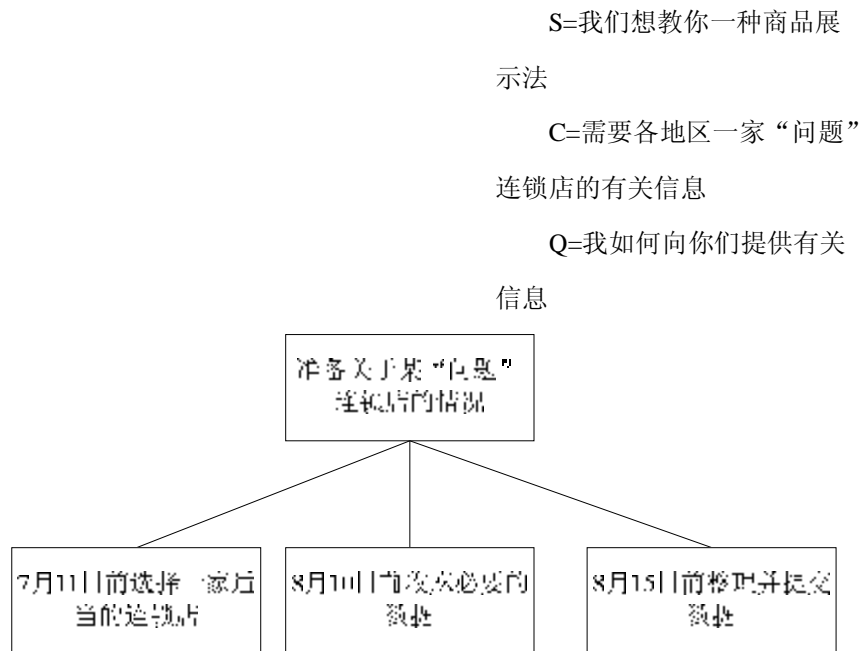 S=我们想教你一种商品展
示法
C=需要各地区一家“问题”
连锁店的有关信息
Q=我如何向你们提供有关
信息
准备关于某“问题”
连锁店的情况
7月11日前选择一家适
当的连锁店
8月10日前收集必要的
数据
8月15日前整理并提交
数据